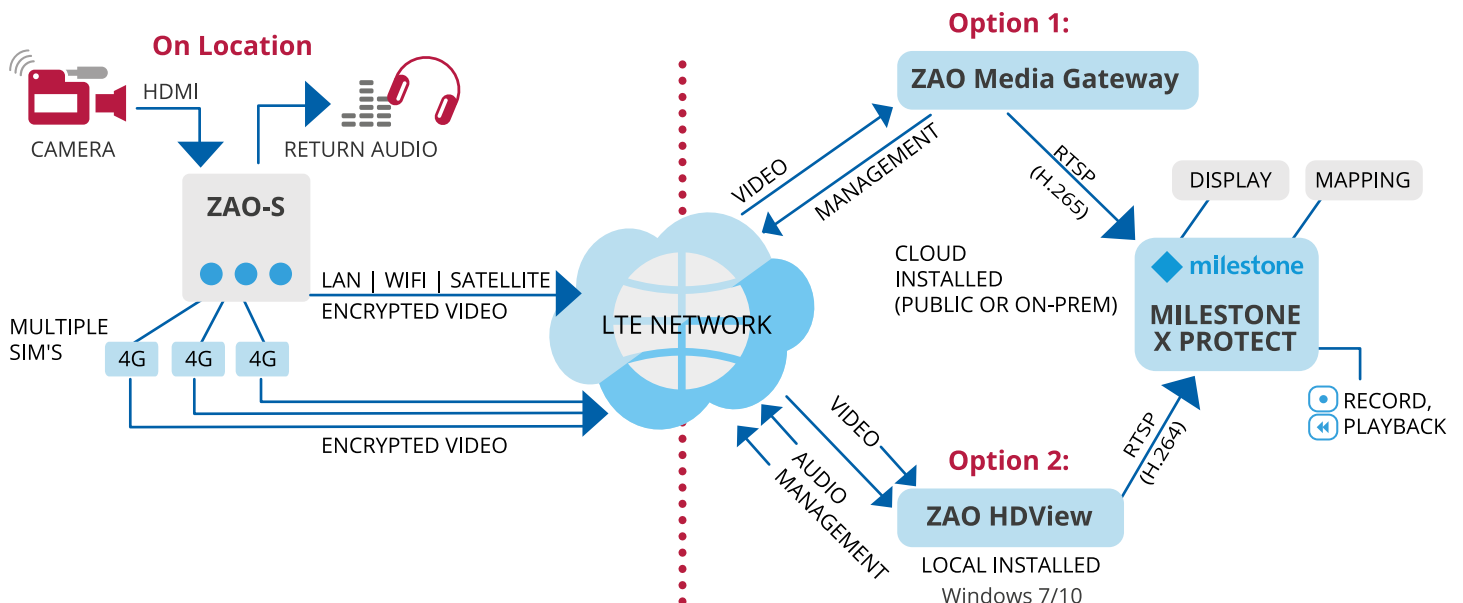 On Location
HDMI
CAMERA
RETURN AUDIO
ZAO-S
LAN | WIFI | SATELLITE
ENCRYPTED VIDEO
MULTIPLE
SIM'S
4G
4G
4G
ENCRYPTED VIDEO
LTE NETWORK
Option 1:
ZAO Media Gateway
VIDEO
MANAGEMENT
RTSP
(H.265)
CLOUD
INSTALLED
(PUBLIC OR ON-PREM)
DISPLAY
MAPPING
milestone
MILESTONE
X PROTECT
RECORD,
PLAYBACK
VIDEO
AUDIO
MANAGEMENT
Option 2:
ZAO HDView
RTSP
(H.264)
LOCAL INSTALLED
Windows 7/10